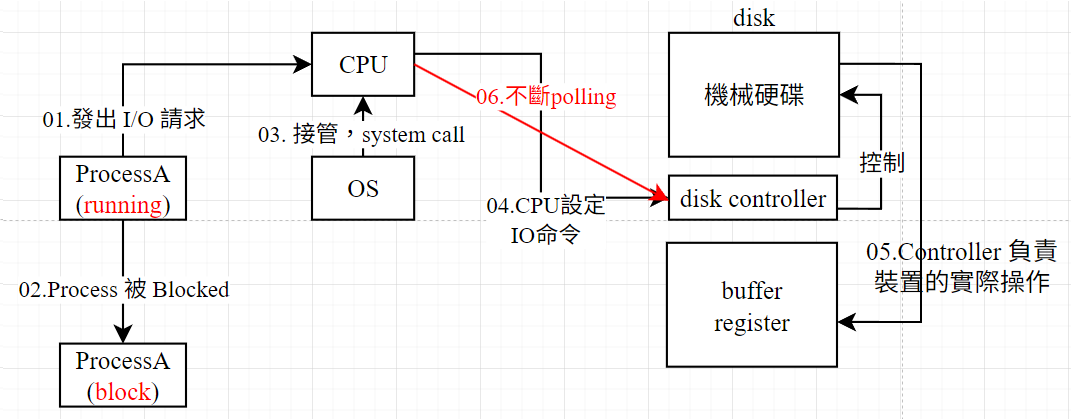 disk
CPU
機械硬碟
06.不斷polling
01.發出 I/O 請求
03. 接管，system call
控制
ProcessA
(running)
OS
disk controller
04.CPU設定
IO命令
05.Controller 負責
裝置的實際操作
02.Process 被 Blocked
buffer
register
ProcessA
(block)